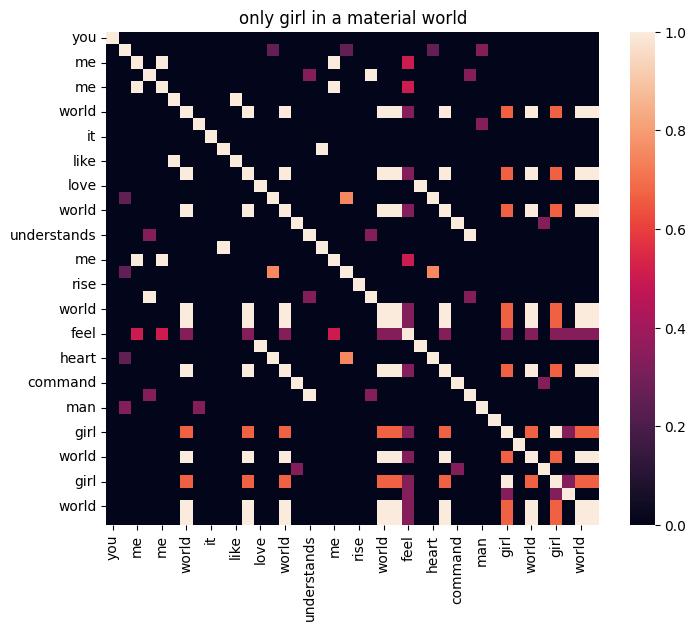 only girl in a material world
you
me
me
world
it
like
love
world
understands
me
rise
world
feel
heart
command
man
girl
world
girl
world
you
me
me
world
it
like
love
world
understands
me
rise
world
feel
heart
command
man
girl
world
girl
world
1.0
0.8
0.6
0.4
0.2
0.0